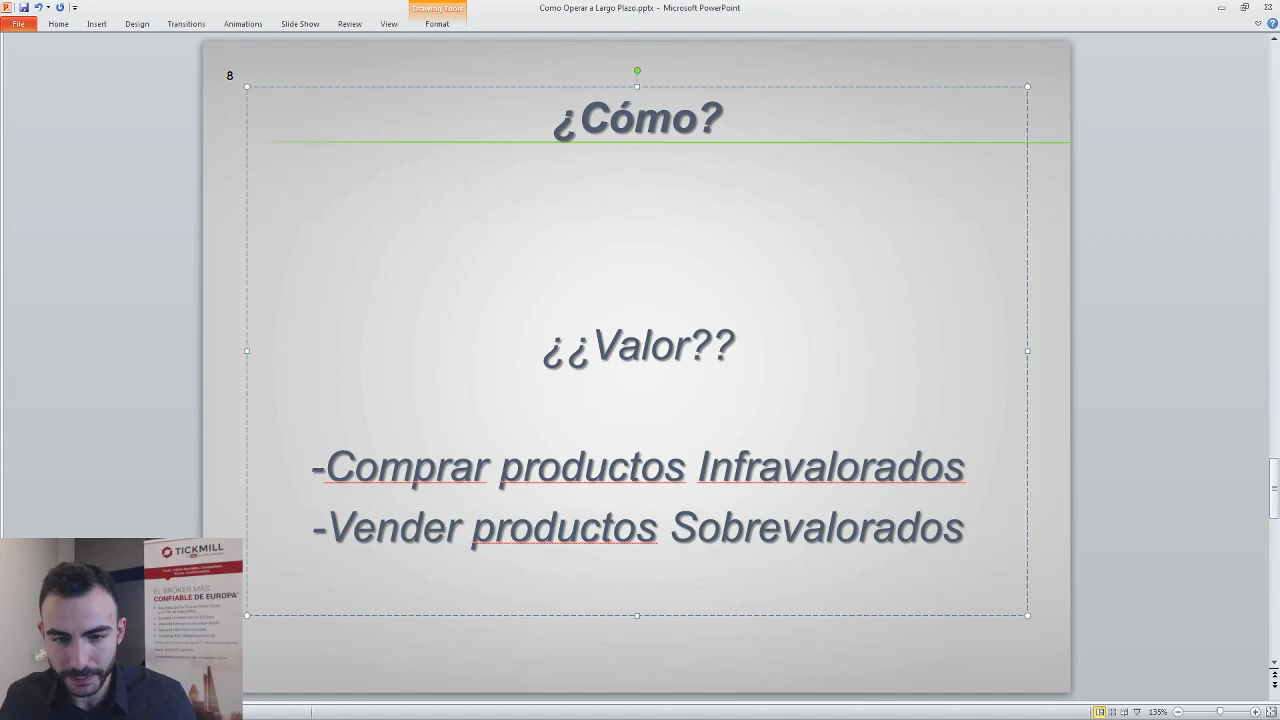 Drawing Tools
Como Operar a Largo Plazo.pptx - Microsoft PowerPoint
File Home Insert Design Transitions Animations Slide Show Review View Format
8
¿Cómo?
¿¿Valor??
-Comprar productos Infravalorados
-Vender productos Sobrevalorados
TICKMILL
EL BRÓKER MÁS
CONFIABLE DE EUROPA*
135%